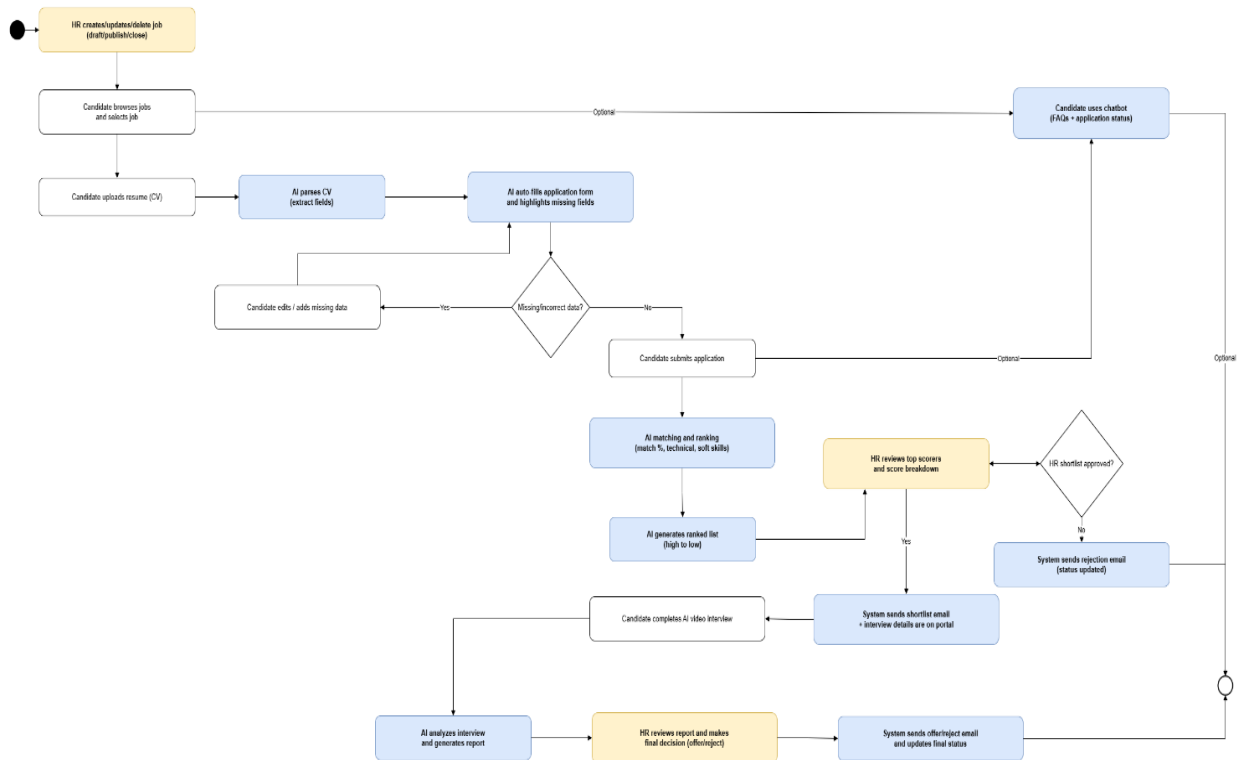 HR creates/updates/delete job
(draft/publish/close)
Candidate browses jobs
and selects job
Optional
Candidate uses chatbot
(FAQs + application status)
Candidate uploads resume (CV)
AI parses CV
(extract fields)
AI auto fills application form
and highlights missing fields
Candidate edits / adds missing data
Yes
Missing/incorrect data?
No
Candidate submits application
Optional
Optional
AI matching and ranking
(match %, technical, soft skills)
HR reviews top scorers
and score breakdown
HR shortlist approved?
AI generates ranked list
(high to low)
Yes
No
System sends rejection email
(status updated)
Candidate completes AI video interview
System sends shortlist email
+ interview details are on portal
AI analyzes interview
and generates report
HR reviews report and makes
final decision (offer/reject)
System sends offer/reject email
and updates final status